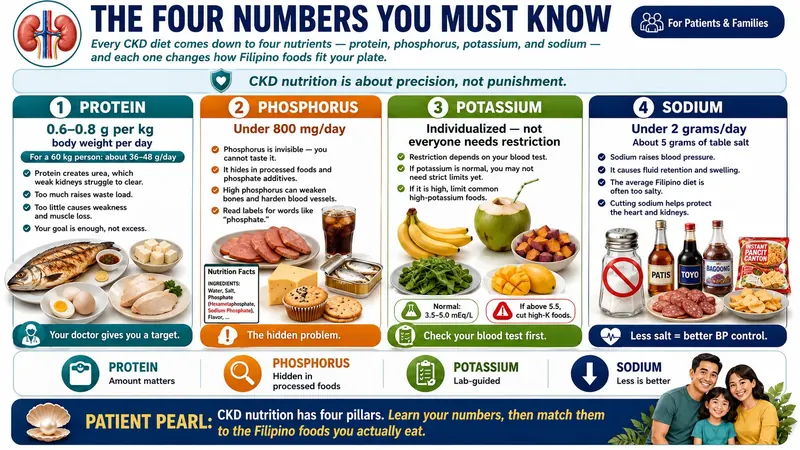 THE FOUR NUMBERS YOU MUST KNOW
Every CKD diet comes down to four nutrients — protein, phosphorus, potassium, and sodium —
and each one changes how Filipino foods fit your plate.
For Patients & Families
CKD nutrition is about precision, not punishment.
1 PROTEIN
0.6–0.8 g per kg
body weight per day
For a 60 kg person: about 36–48 g/day
Protein creates urea, which
weak kidneys struggle to clear.
Too much raises waste load.
Too little causes weakness
and muscle loss.
Your goal is enough, not excess.
Your doctor gives you a target.
2 PHOSPHORUS
Under 800 mg/day
Phosphorus is invisible — you
cannot taste it.
It hides in processed foods and
phosphate additives.
High phosphorus can weaken
bones and harden blood vessels.
Read labels for words like
"phosphate."
Nutrition Facts
INGREDIENTS:
Water, Salt,
Phosphate
(Hexametaphosphate,
Sodium Phosphate),
Flavor, ...
The hidden problem.
3 POTASSIUM
Individualized — not
everyone needs restriction
Restriction depends on your blood test.
If potassium is normal, you may not
need strict limits yet.
If it is high, limit common
high-potassium foods.
Normal:
3.5–5.0 mEq/L
If above 5.5,
cut high-K foods.
Check your blood test first.
4 SODIUM
Under 2 grams/day
About 5 grams of table salt
Sodium raises blood pressure.
It causes fluid retention and swelling.
The average Filipino diet is
often too salty.
Cutting sodium helps protect
the heart and kidneys.
PATIS
TOYO
BAGOONG
INSTANT
PANCIT
CANTON
Less salt = better BP control.
PROTEIN
Amount matters
PHOSPHORUS
Hidden in
processed foods
POTASSIUM
Lab-guided
SODIUM
Less is better
PATIENT PEARL: CKD nutrition has four pillars. Learn your numbers, then match them
to the Filipino foods you actually eat.